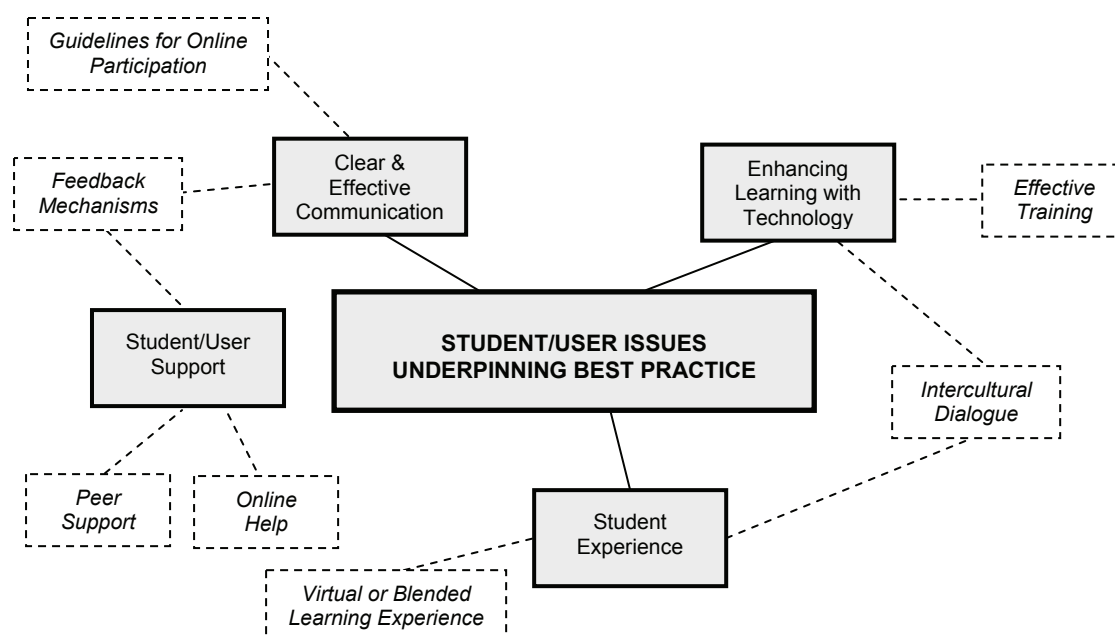 Guidelines for Online
Participation
Clear &
Effective
Communication
Enhancing
Learning with
Technology
Feedback
Mechanisms
Effective
Training
Student/User
Support
STUDENT/USER ISSUES
UNDERPINNING BEST PRACTICE
Intercultural
Dialogue
Peer
Support
Online
Help
Student
Experience
Virtual or Blended
Learning Experience